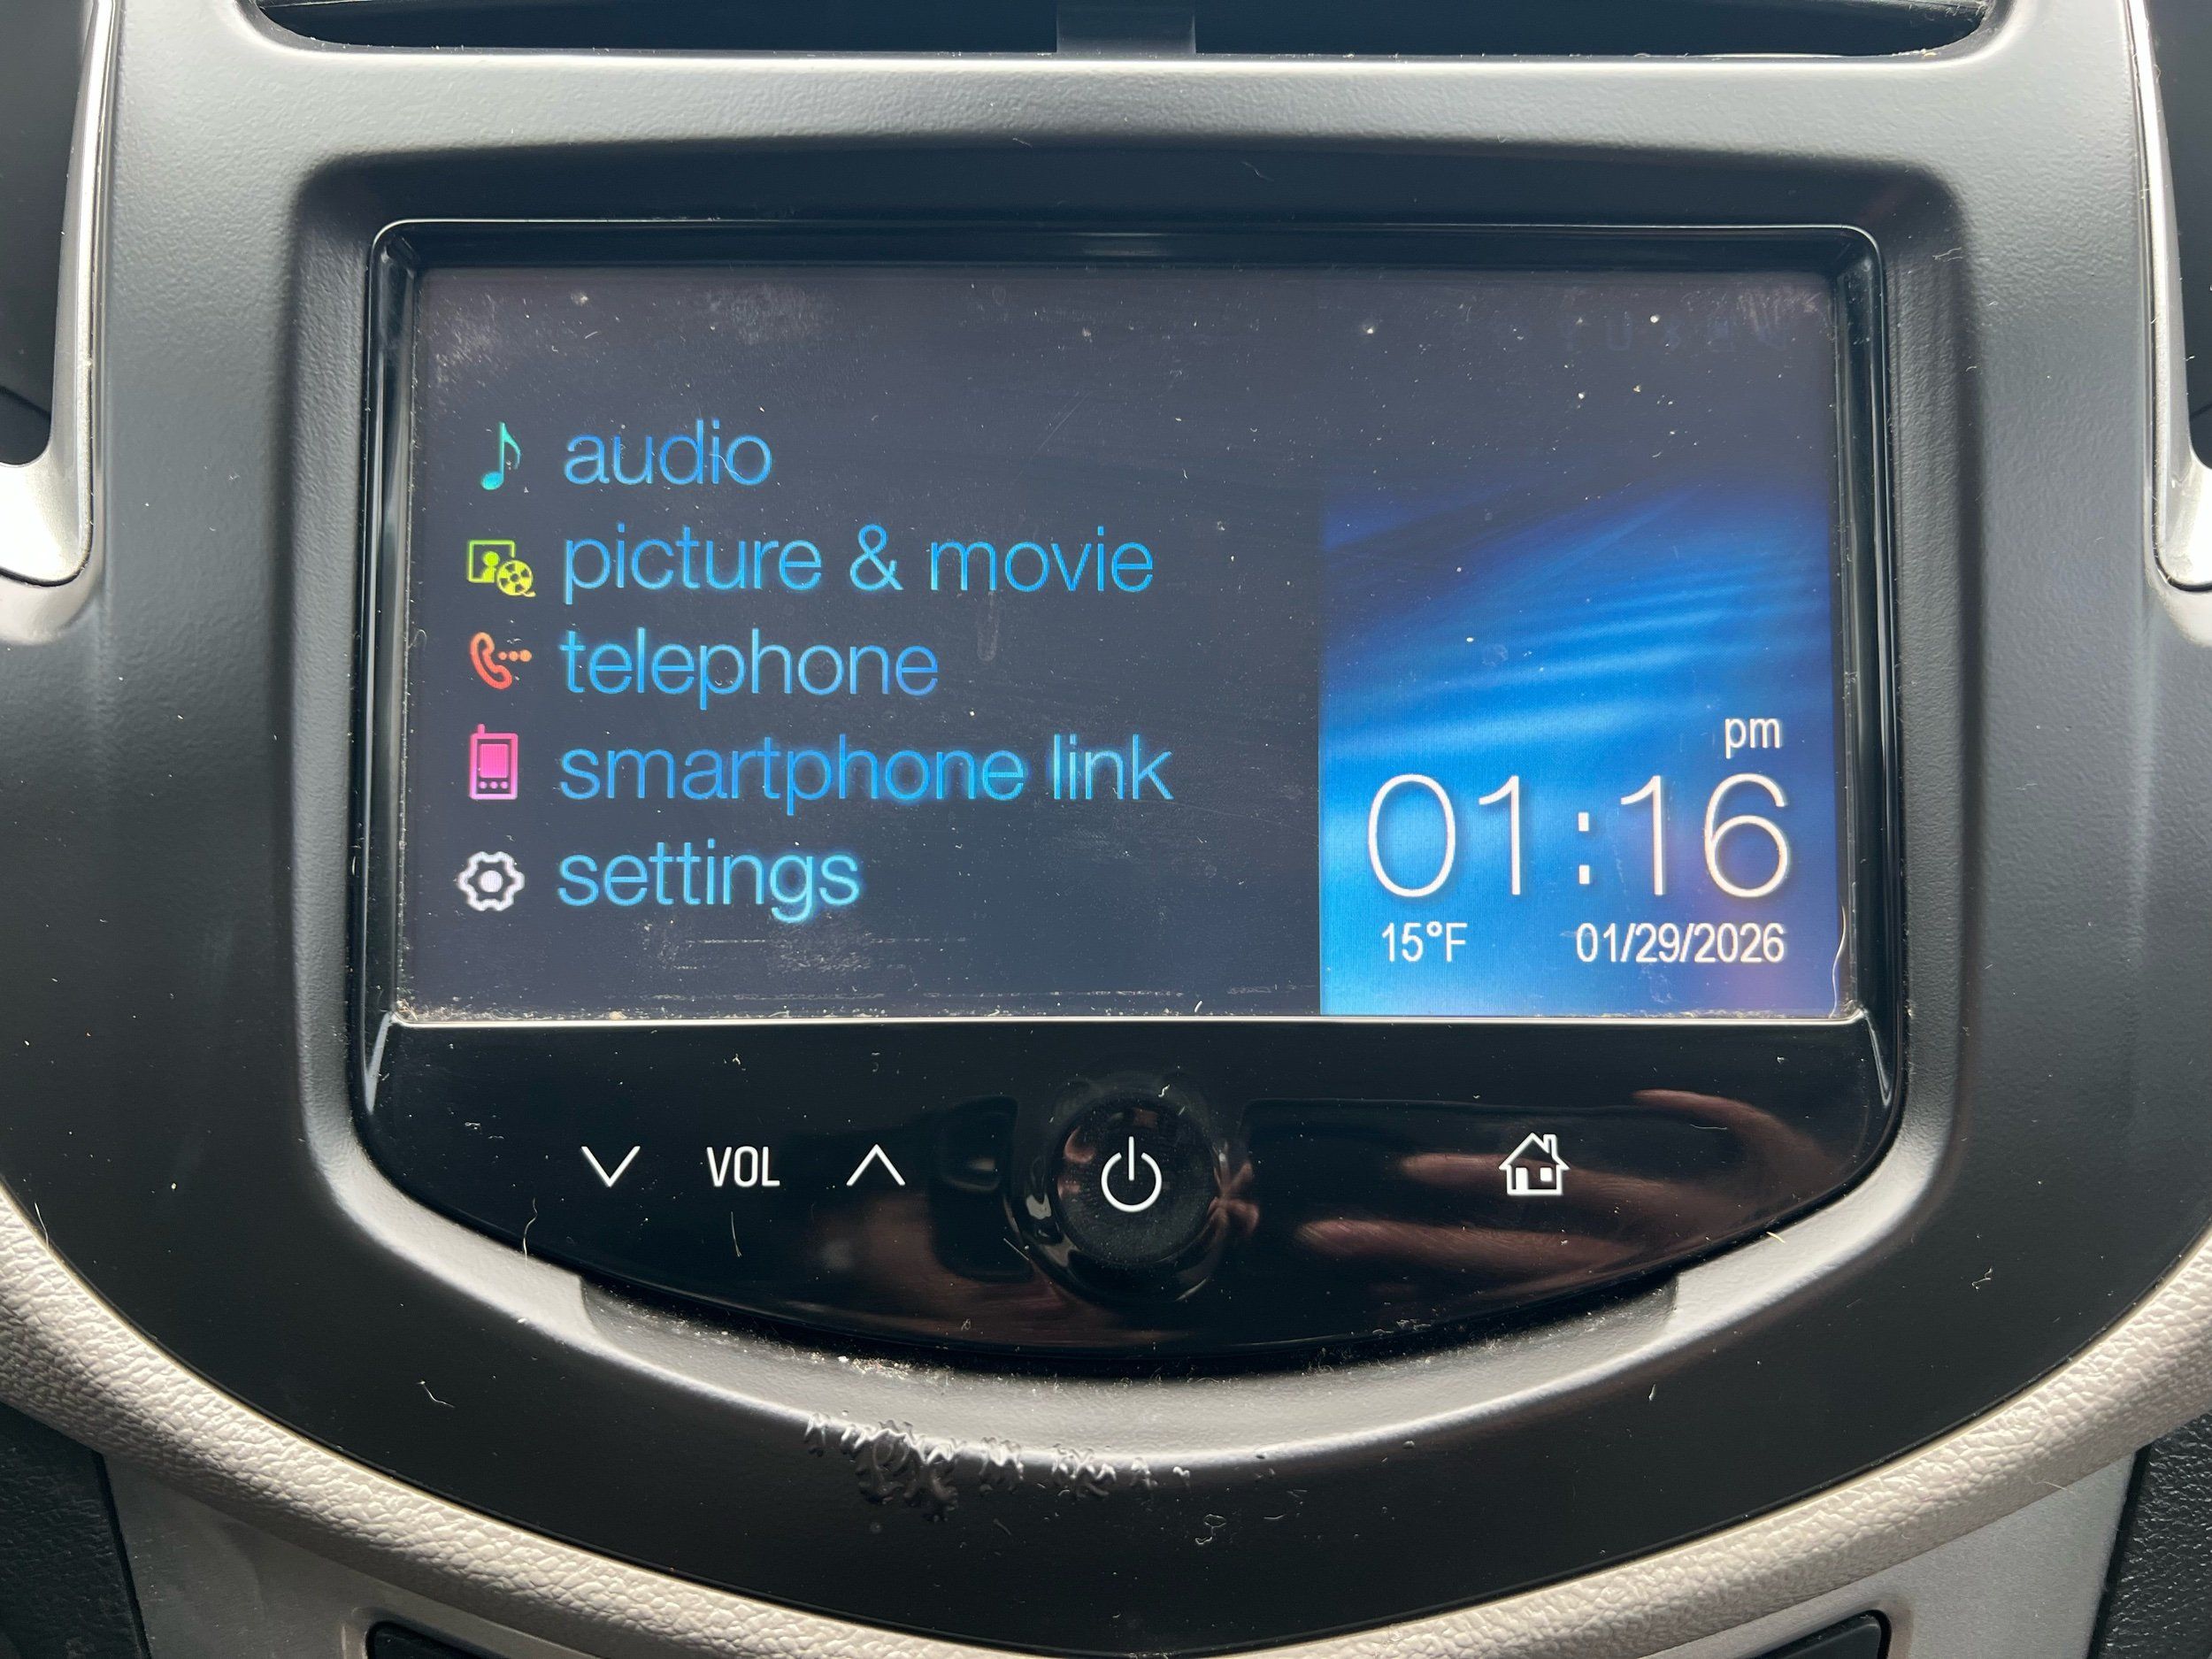 audio
picture & movie
telephone
smartphone link
settings
pm
01:16
15°F 01/29/2026
VOL